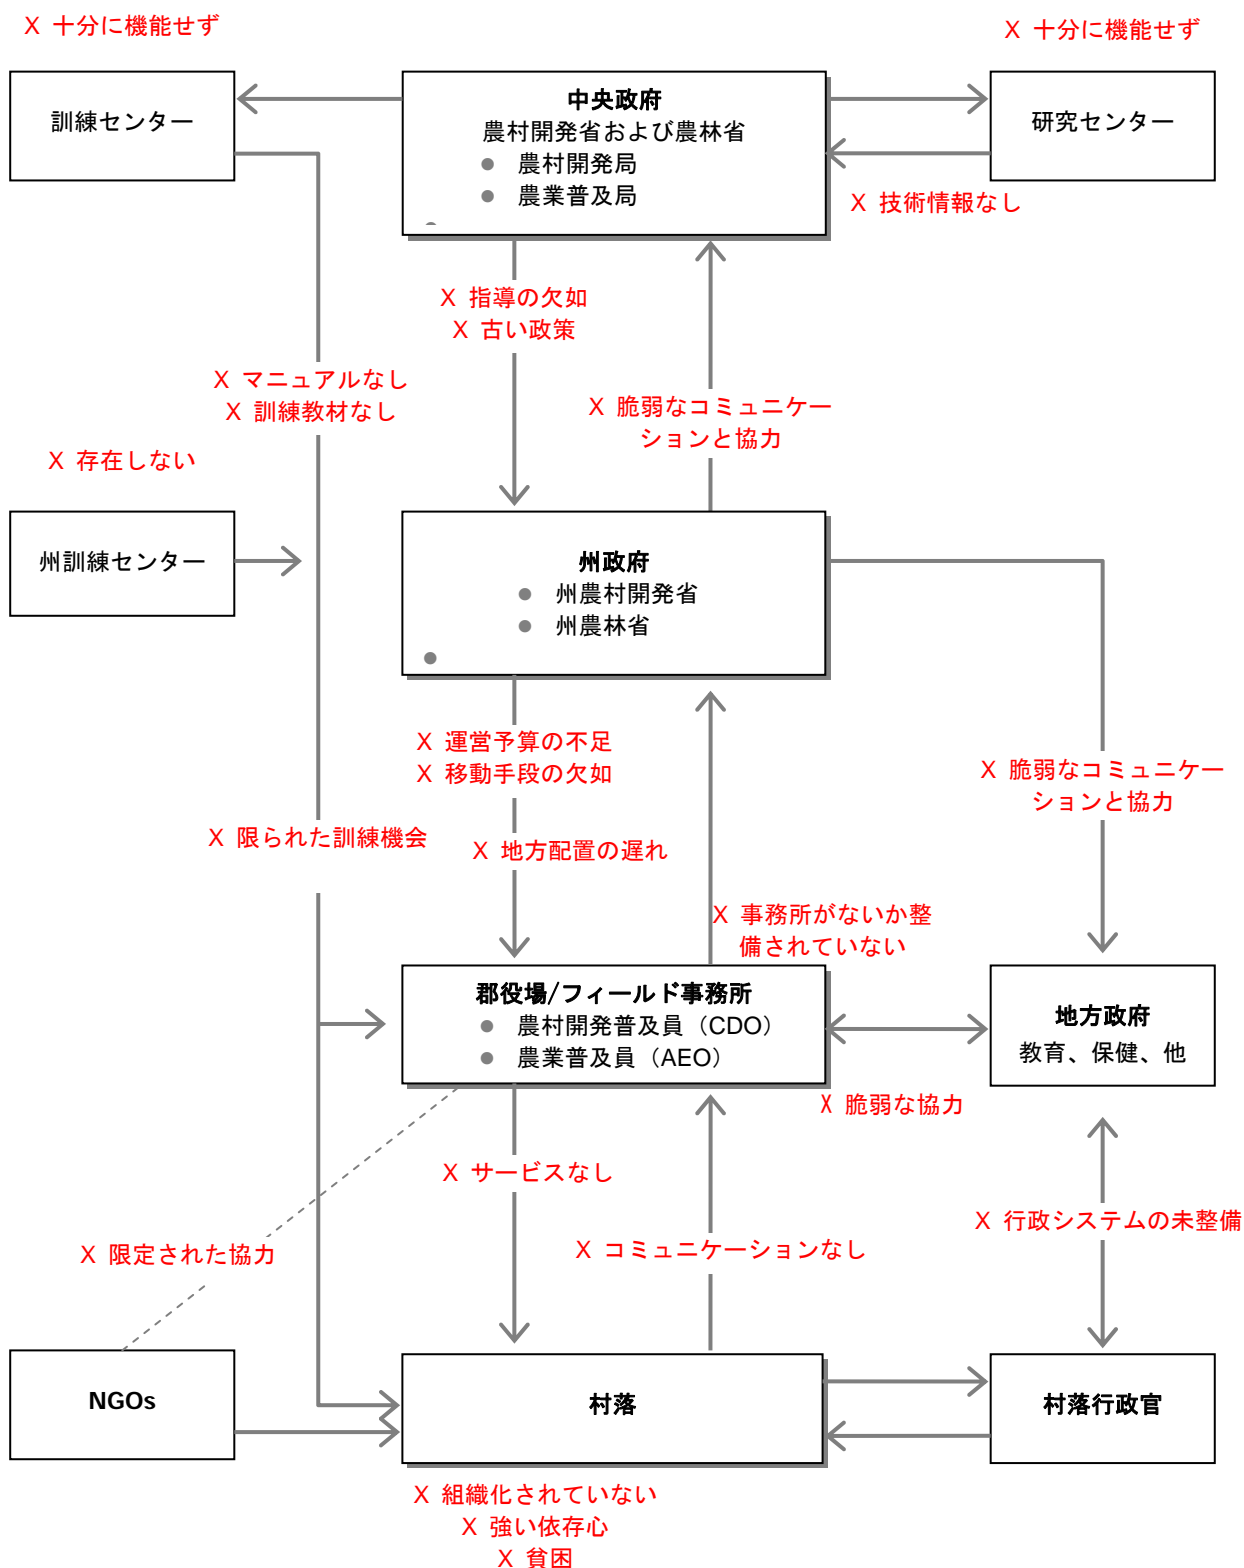 X 十分に機能せず
X 十分に機能せず
訓練センター
中央政府
農村開発省および農林省
● 農村開発局
● 農業普及局
研究センター
X 技術情報なし
X 指導の欠如
X 古い政策
X マニュアルなし
X 訓練教材なし
X 脆弱なコミュニケー
ションと協力
X 存在しない
州訓練センター
州政府
● 州農村開発省
● 州農林省
●
X 運営予算の不足
X 移動手段の欠如
X 脆弱なコミュニケー
ションと協力
X 限られた訓練機会
X 地方配置の遅れ
X 事務所がないか整
備されていない
郡役場/フィールド事務所
● 農村開発普及員（CDO）
● 農業普及員（AEO）
地方政府
教育、保健、他
X 脆弱な協力
X サービスなし
X 行政システムの未整備
X 限定された協力
X コミュニケーションなし
NGOs
村落
村落行政官
X 組織化されていない
X 強い依存心
X 貧困